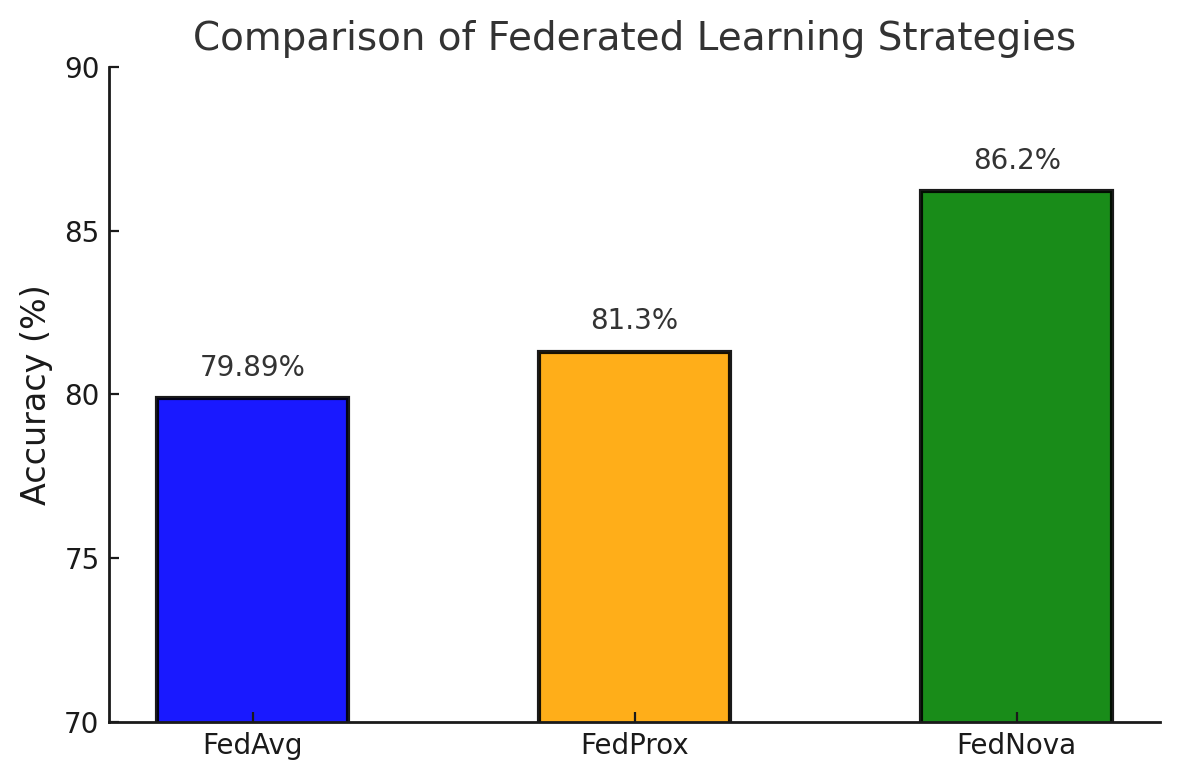 Comparison of Federated Learning Strategies
90
85
80
75
70
Accuracy (%)
79.89%
81.3%
86.2%
FedAvg
FedProx
FedNova